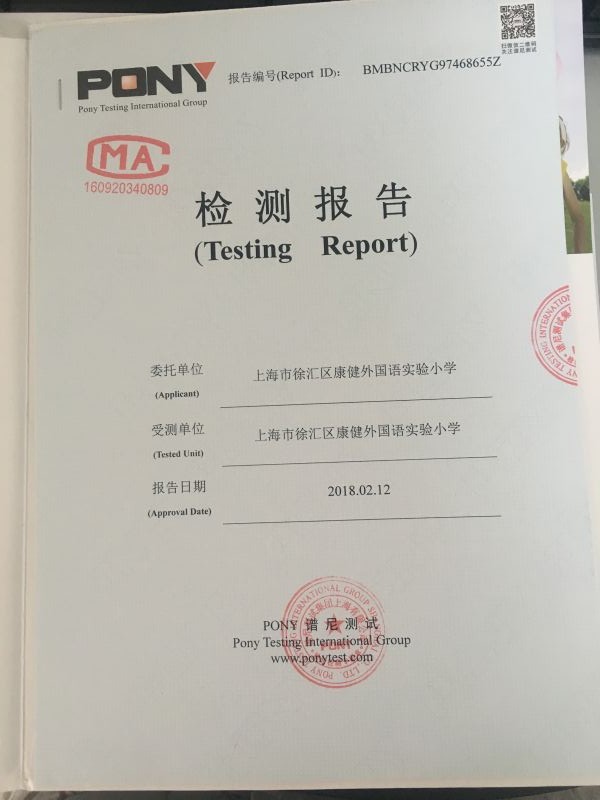 扫微信二维码
关注谱尼测试
PONY
Pony Testing International Group
报告编号(Report ID): BMBNCRYG97468655Z
MA
160920340809
检测报告
(Testing Report)
委托单位
(Applicant)
上海市徐汇区康健外国语实验小学
受测单位
(Tested Unit)
上海市徐汇区康健外国语实验小学
报告日期
(Approval Date)
2018.02.12
PONY 谱尼测试
Pony Testing International Group
www.ponytest.com